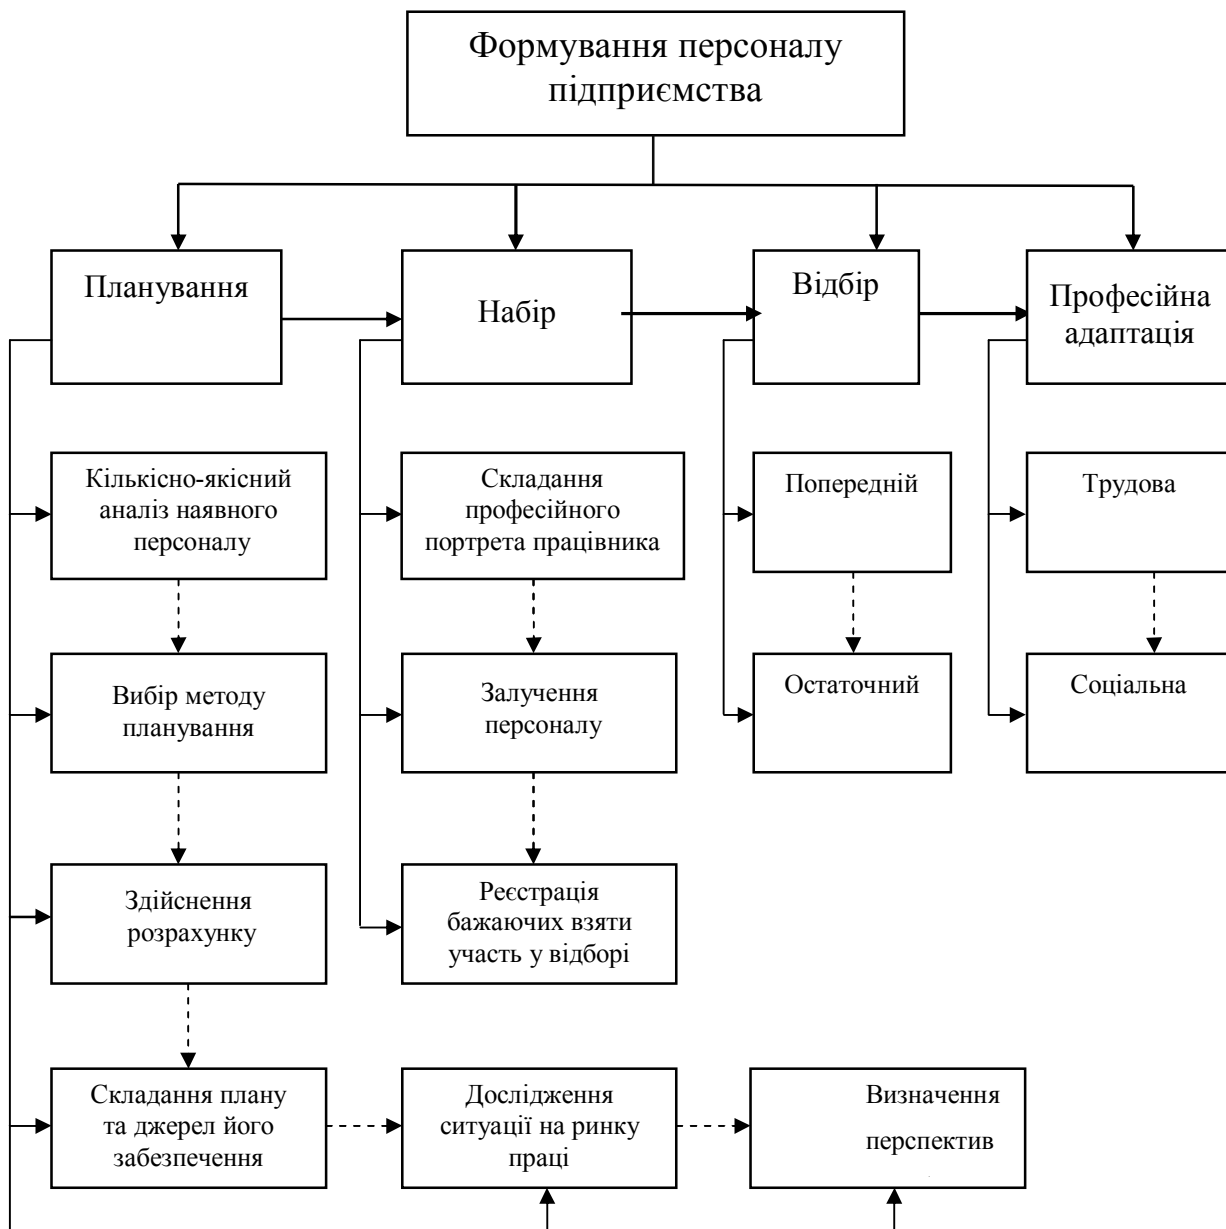 Формування персоналу
підприємства
Планування
Набір
Відбір
Професійна
адаптація
Кількісно-якісний
аналіз наявного
персоналу
Складання
професійного
портрета працівника
Попередній
Трудова
Вибір методу
планування
Залучення
персоналу
Остаточний
Соціальна
Здійснення
розрахунку
Реєстрація
бажаючих взяти
участь у відборі
Складання плану
та джерел його
забезпечення
Дослідження
ситуації на ринку
праці
Визначення
перспектив